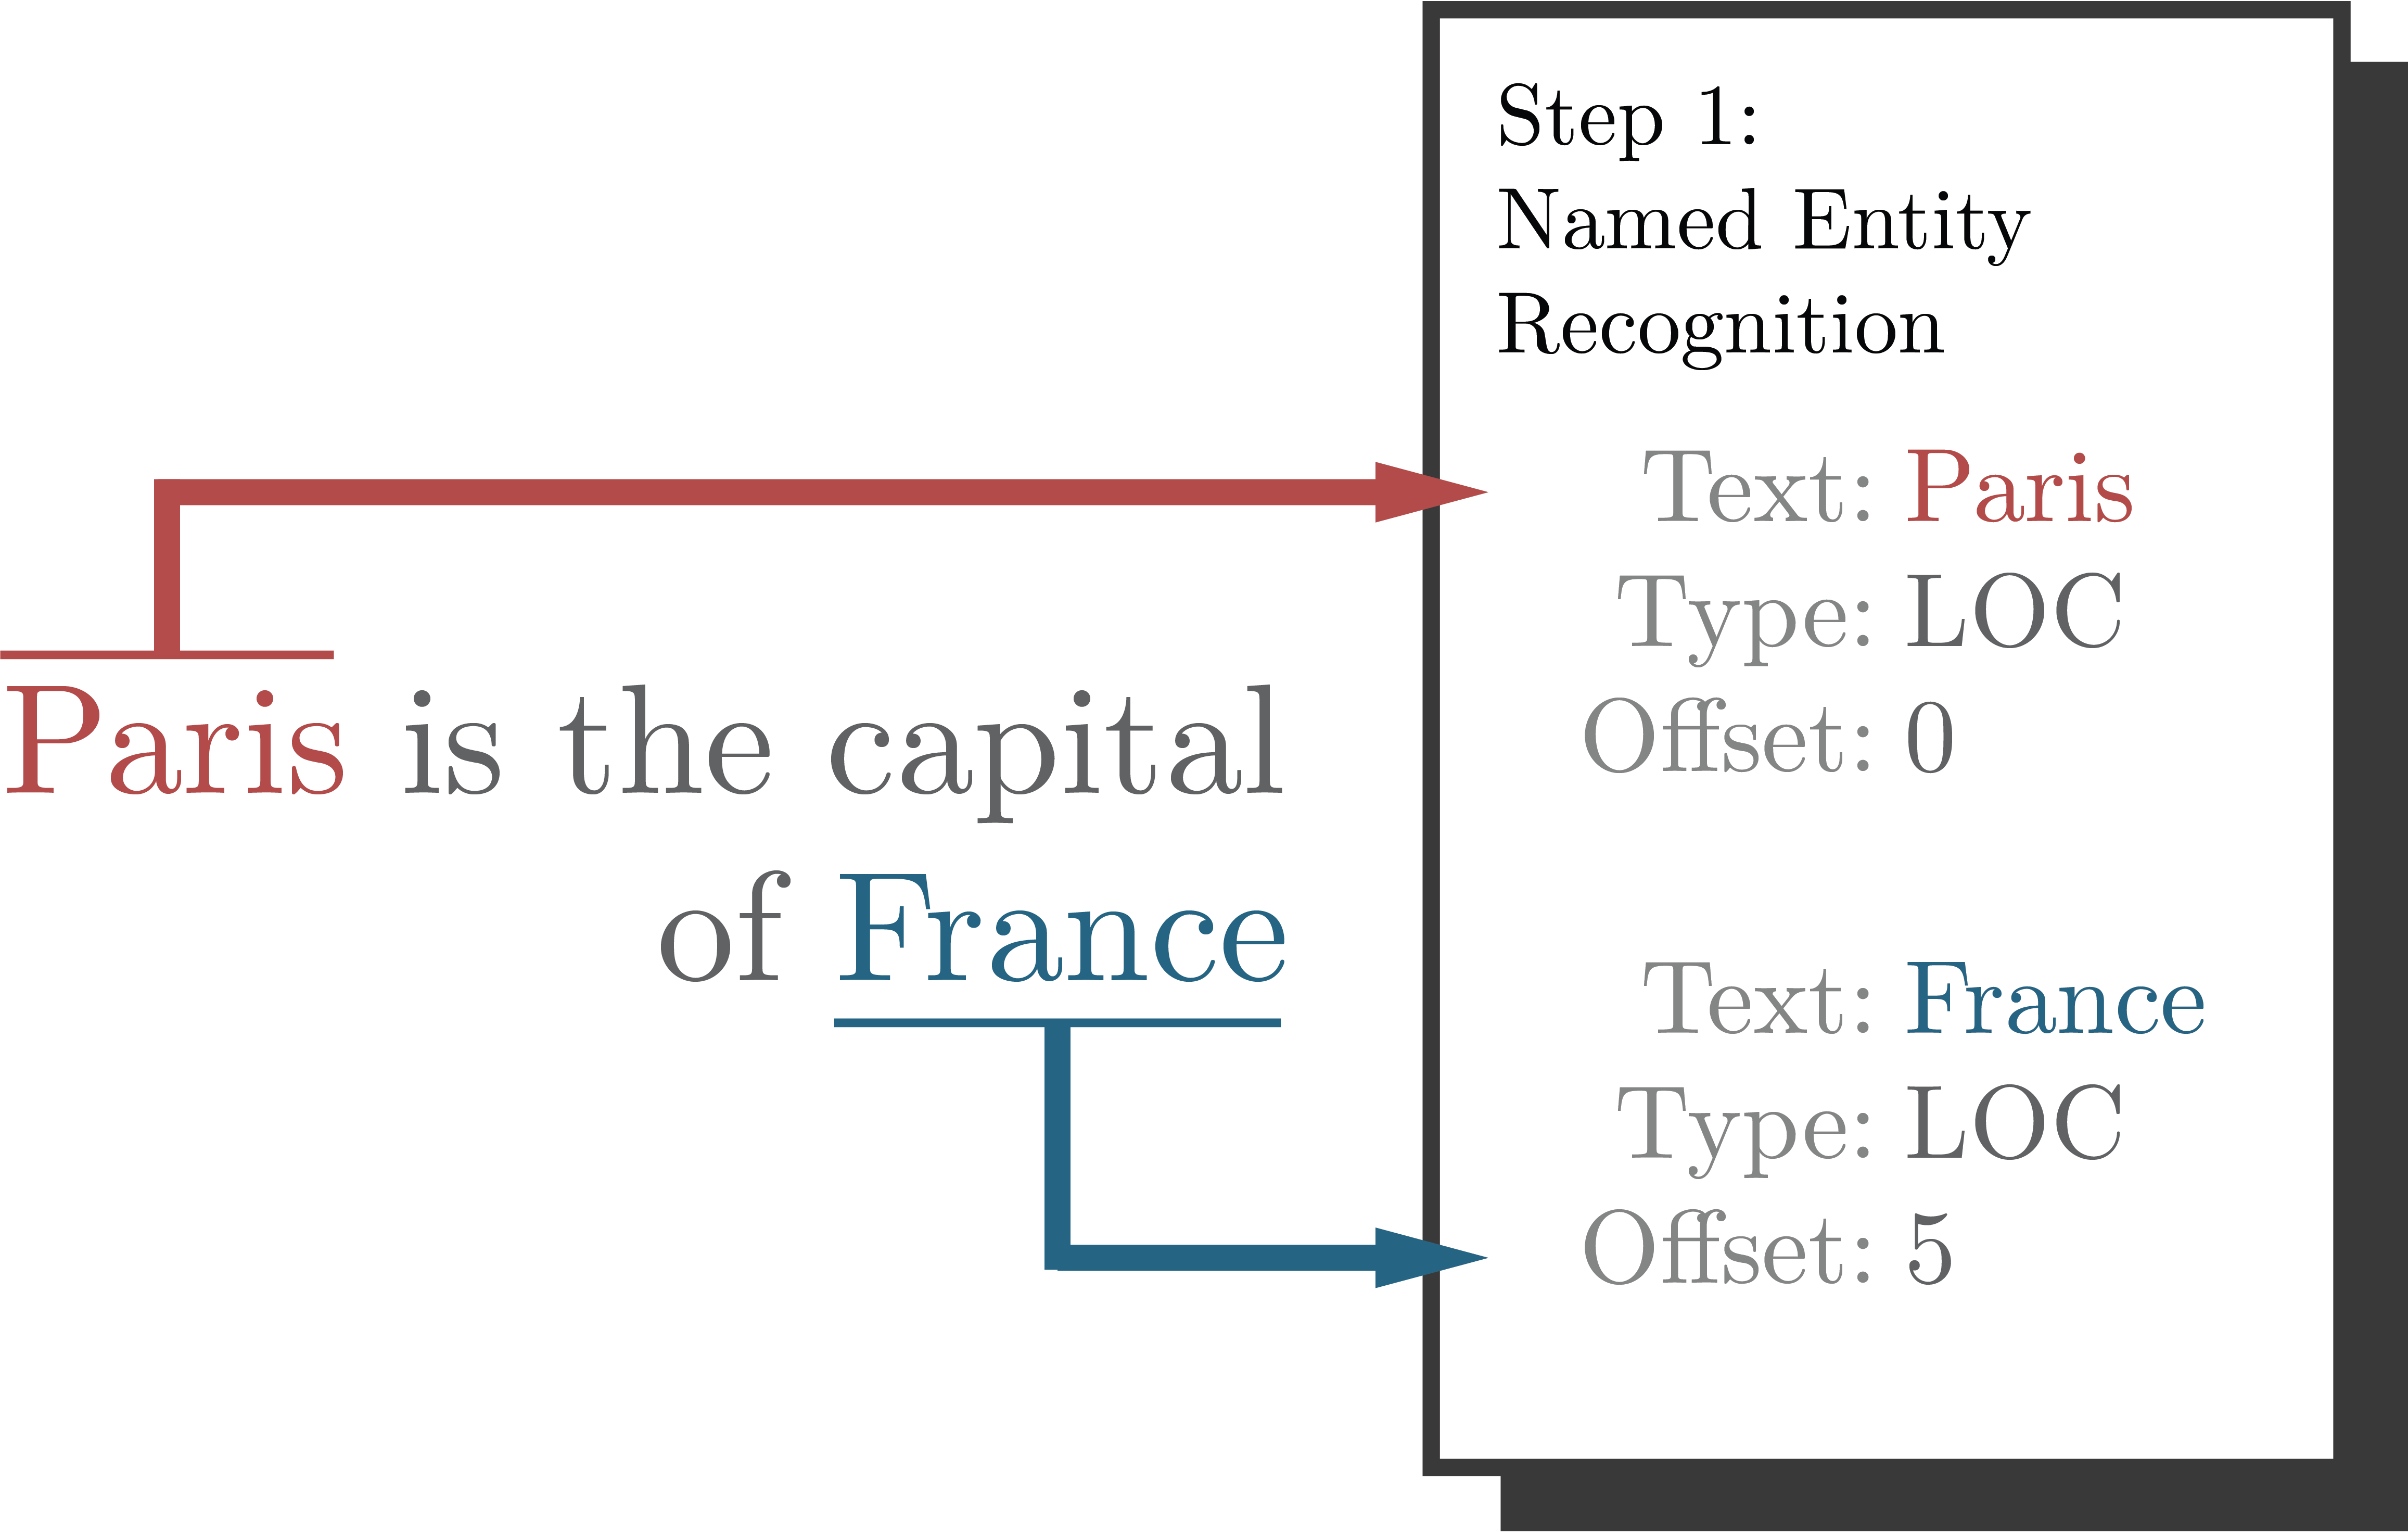 Paris is the capital
of France
Step 1:
Named Entity
Recognition
Text: Paris
Type: LOC
Offset: 0
Text: France
Type: LOC
Offset: 5